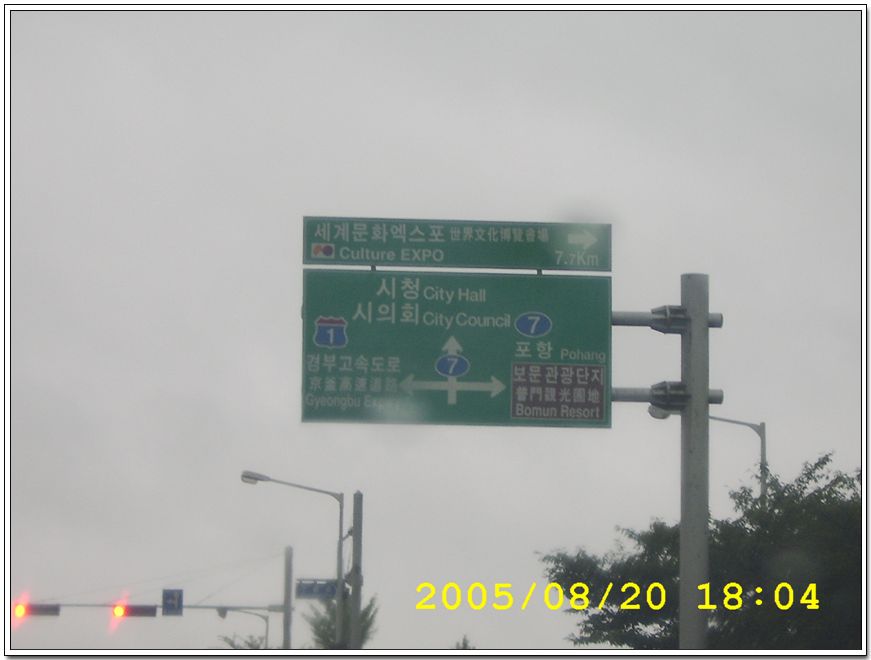 세계문화엑스포 世界文化博覽會場
Culture EXPO 7.7Km
시청 City Hall
시의회 City Council
7
1
포항 Pohang
7
경부고속도로
京釜高速道路
Gyeongbu
보문관광단지
普門觀光團地
Bomun Resort
2005/08/20 18:04